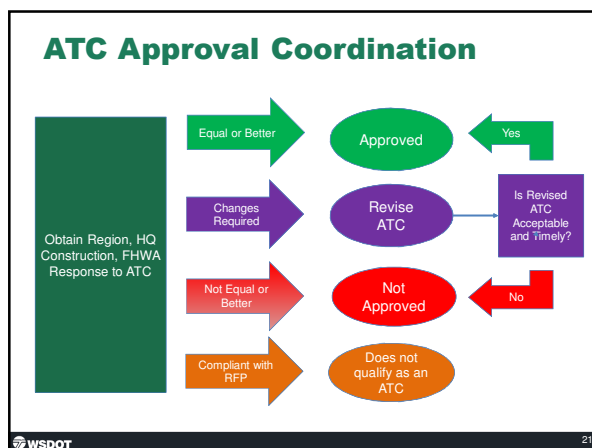 ATC Approval Coordination
Obtain Region, HQ
Construction, FHWA
Response to ATC
Equal or Better
Approved
Yes
Changes
Required
Revise
ATC
Is Revised
ATC
Acceptable
and Timely?
Not Equal or
Better
Not
Approved
No
Compliant with
RFP
Does not
qualify as an
ATC
WSDOT
21